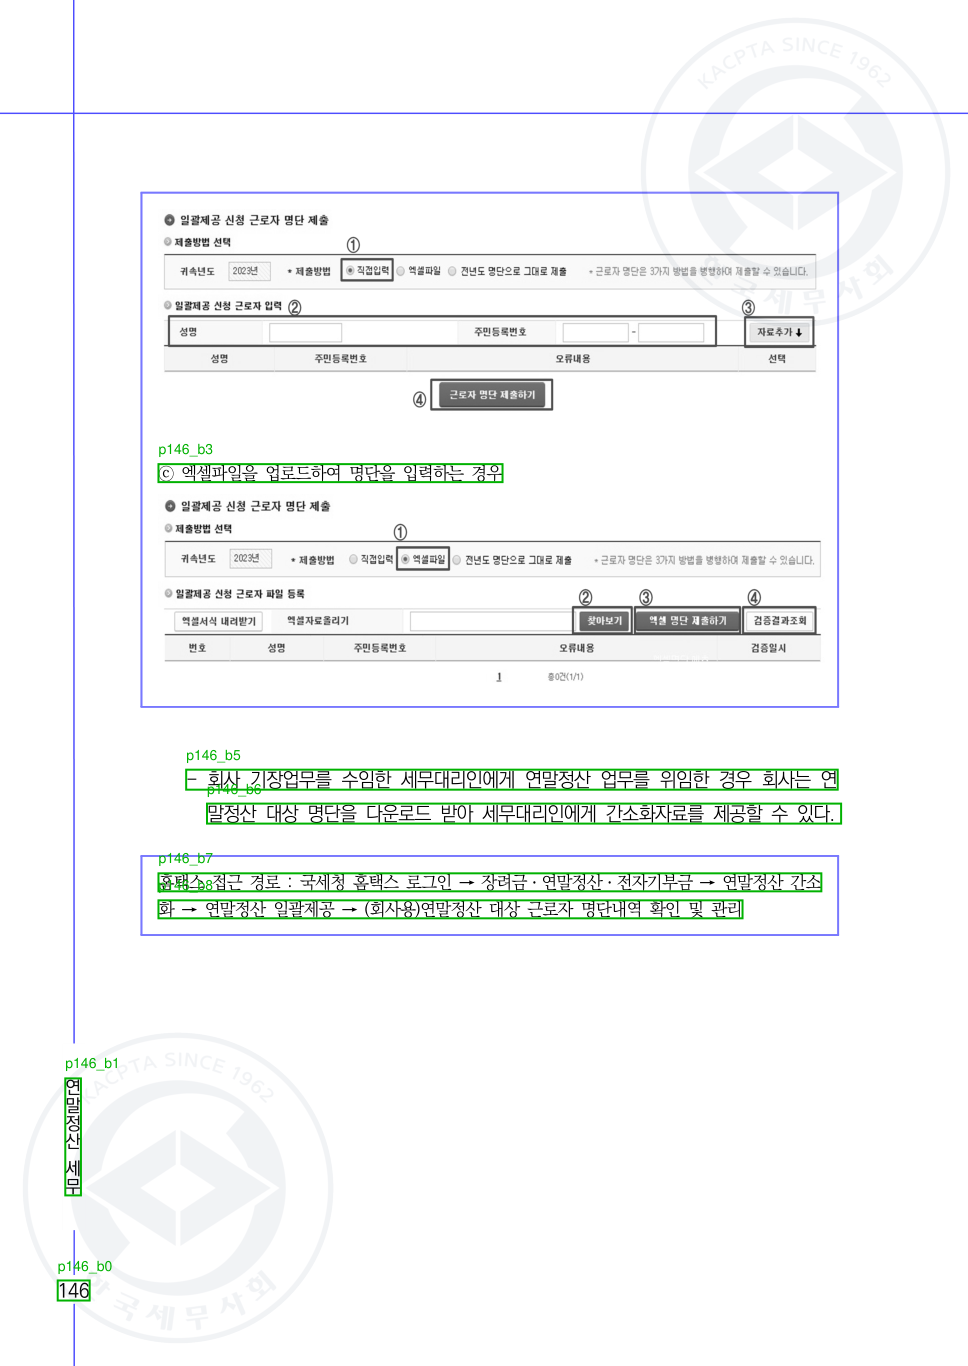 KACPTA SINCE 1962
한국세무사회
일괄제공 신청 근로자 명단 제출
제출방법 선택
①
귀속년도 2023년 * 제출방법 직접입력 엑셀파일 전년도 명단으로 그대로 제출 * 근로자 명단은 3가지 방법을 병행하여 제출할 수 있습니다.
일괄제공 신청 근로자 입력 ② ③
성명 주민등록번호 - 자료추가
성명 주민등록번호 오류내용 선택
④ 근로자 명단 제출하기
p146_b3
ⓒ 엑셀파일을 업로드하여 명단을 입력하는 경우
일괄제공 신청 근로자 명단 제출
제출방법 선택
①
귀속년도 2023년 * 제출방법 직접입력 엑셀파일 전년도 명단으로 그대로 제출 * 근로자 명단은 3가지 방법을 병행하여 제출할 수 있습니다.
일괄제공 신청 근로자 파일 등록 ② ③ ④
엑셀서식 내려받기 엑셀자료올리기 찾아보기 엑셀 명단 제출하기 검증결과조회
번호 성명 주민등록번호 오류내용 검증일시
1 총0건(1/1)
p146_b5
- 회사 기장업무를 수임한 세무대리인에게 연말정산 업무를 위임한 경우 회사는 연
p146_b6
말정산 대상 명단을 다운로드 받아 세무대리인에게 간소화자료를 제공할 수 있다.
p146_b7
홈택스 접근 경로 : 국세청 홈택스 로그인 → 장려금·연말정산·전자기부금 → 연말정산 간소
p146_b8
화 → 연말정산 일괄제공 → (회사용)연말정산 대상 근로자 명단내역 확인 및 관리
p146_b1
연말정산 세무
p146_b0
146
KACPTA SINCE 1962
한국세무사회